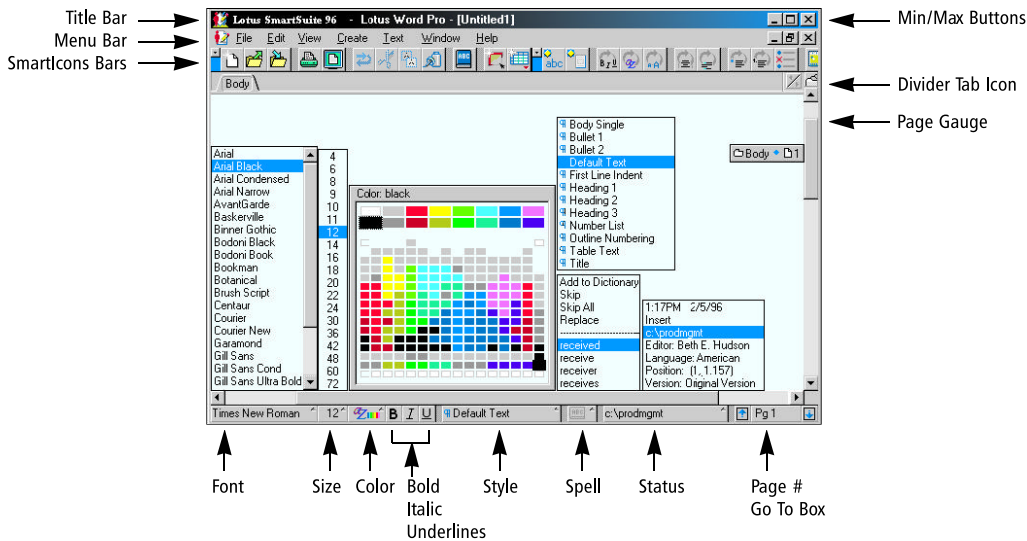 Title Bar
Lotus SmartSuite 96 - Lotus Word Pro - [Untitled1]
Min/Max Buttons
Menu Bar
File Edit View Create Text Window Help
SmartIcons Bars
abc
B I U
Body
Divider Tab Icon
Page Gauge
Body 1
Arial
Arial Black
Arial Condensed
Arial Narrow
AvantGarde
Baskerville
Binner Gothic
Bodoni Black
Bodoni Book
Bookman
Botanical
Brush Script
Centaur
Courier
Courier New
Garamond
Gill Sans
Gill Sans Cond
Gill Sans Ultra Bold
4
6
8
9
10
11
12
14
16
18
20
22
24
30
36
42
48
60
72
Color: black
Body Single
Bullet 1
Bullet 2
Default Text
First Line Indent
Heading 1
Heading 2
Heading 3
Number List
Outline Numbering
Table Text
Title
Add to Dictionary
Skip
Skip All
Replace
received
receive
receiver
receives
1:17PM 2/5/96
Insert
c:\prodmgmt
Editor: Beth E. Hudson
Language: American
Position: (1, 1.157)
Version: Original Version
Times New Roman 12 B I U Default Text c:\prodmgmt Pg 1
Font
Size
Color
Bold
Italic
Underlines
Style
Spell
Status
Page #
Go To Box